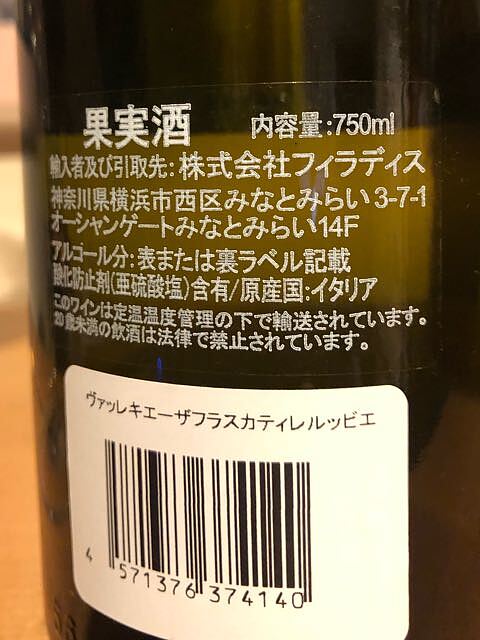 果実酒 内容量:750ml
輸入者及び引取先:株式会社フィラディス
神奈川県横浜市西区みなとみらい3-7-1
オーシャンゲートみなとみらい14F
アルコール分:表または裏ラベル記載
酸化防止剤(亜硫酸塩)含有/原産国:イタリア
このワインは定温湿度管理の下で輸送されています。
20歳未満の飲酒は法律で禁止されています。
ヴァッレキエーザフラスカティレルッビエ
4 571376 374140